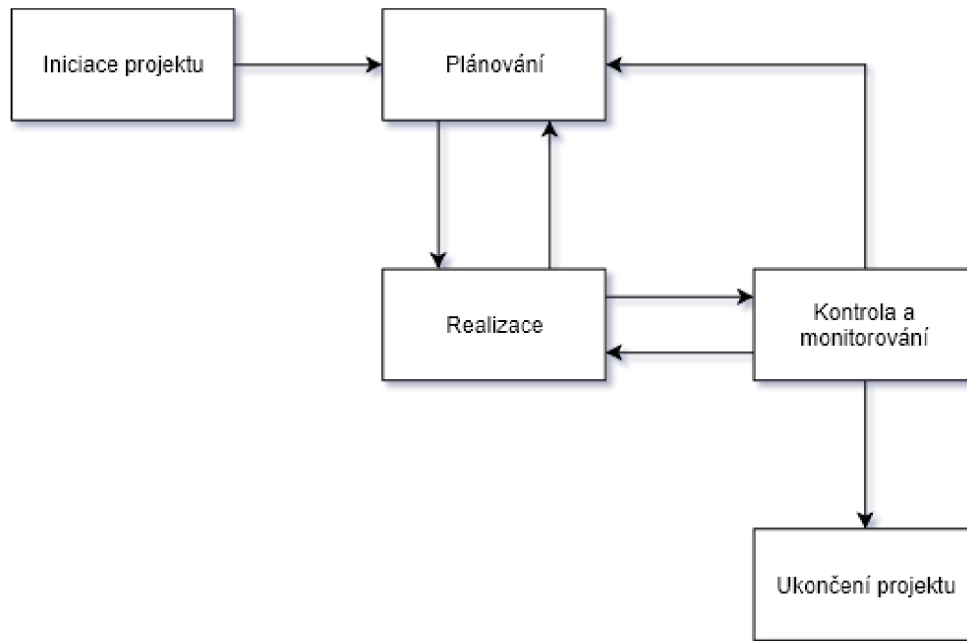 Iniciace projektu
Plánování
Realizace
Kontrola a
monitorování
Ukončení projektu